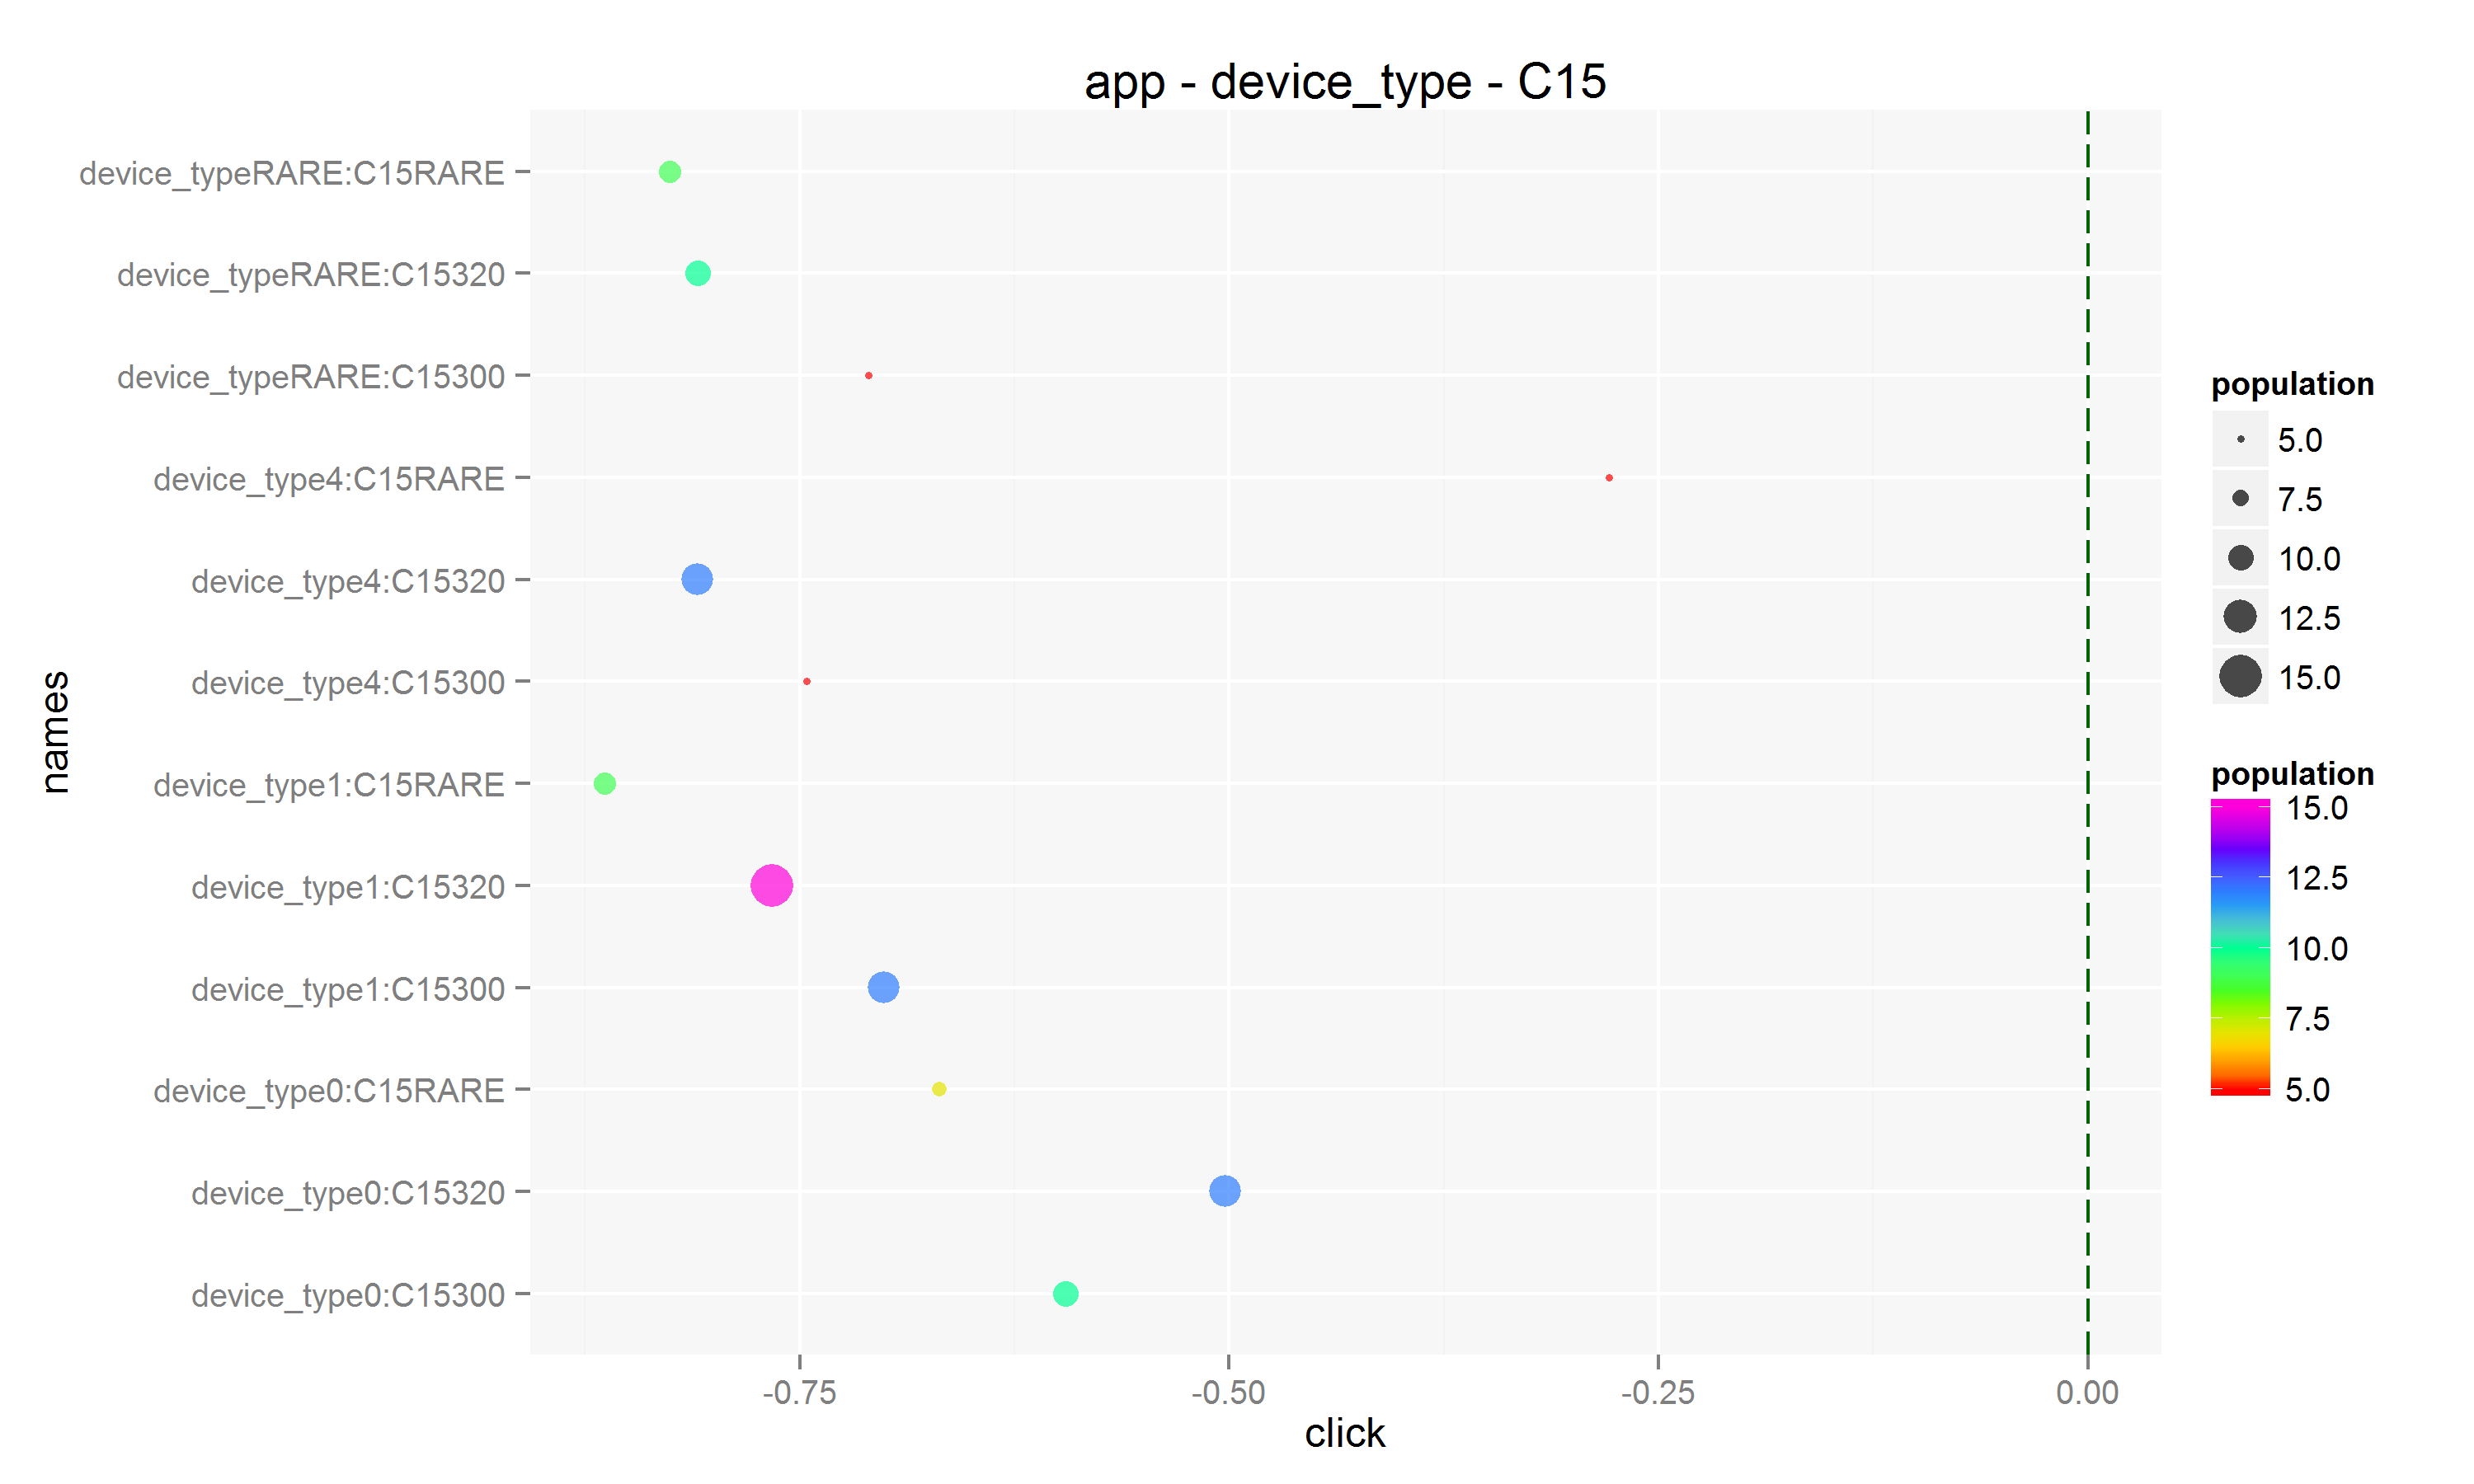 app - device_type - C15
device_typeRARE:C15RARE
device_typeRARE:C15320
device_typeRARE:C15300
device_type4:C15RARE
device_type4:C15320
device_type4:C15300
device_type1:C15RARE
device_type1:C15320
device_type1:C15300
device_type0:C15RARE
device_type0:C15320
device_type0:C15300
names
-0.75 -0.50 -0.25 0.00
click
population
5.0
7.5
10.0
12.5
15.0
population
15.0
12.5
10.0
7.5
5.0